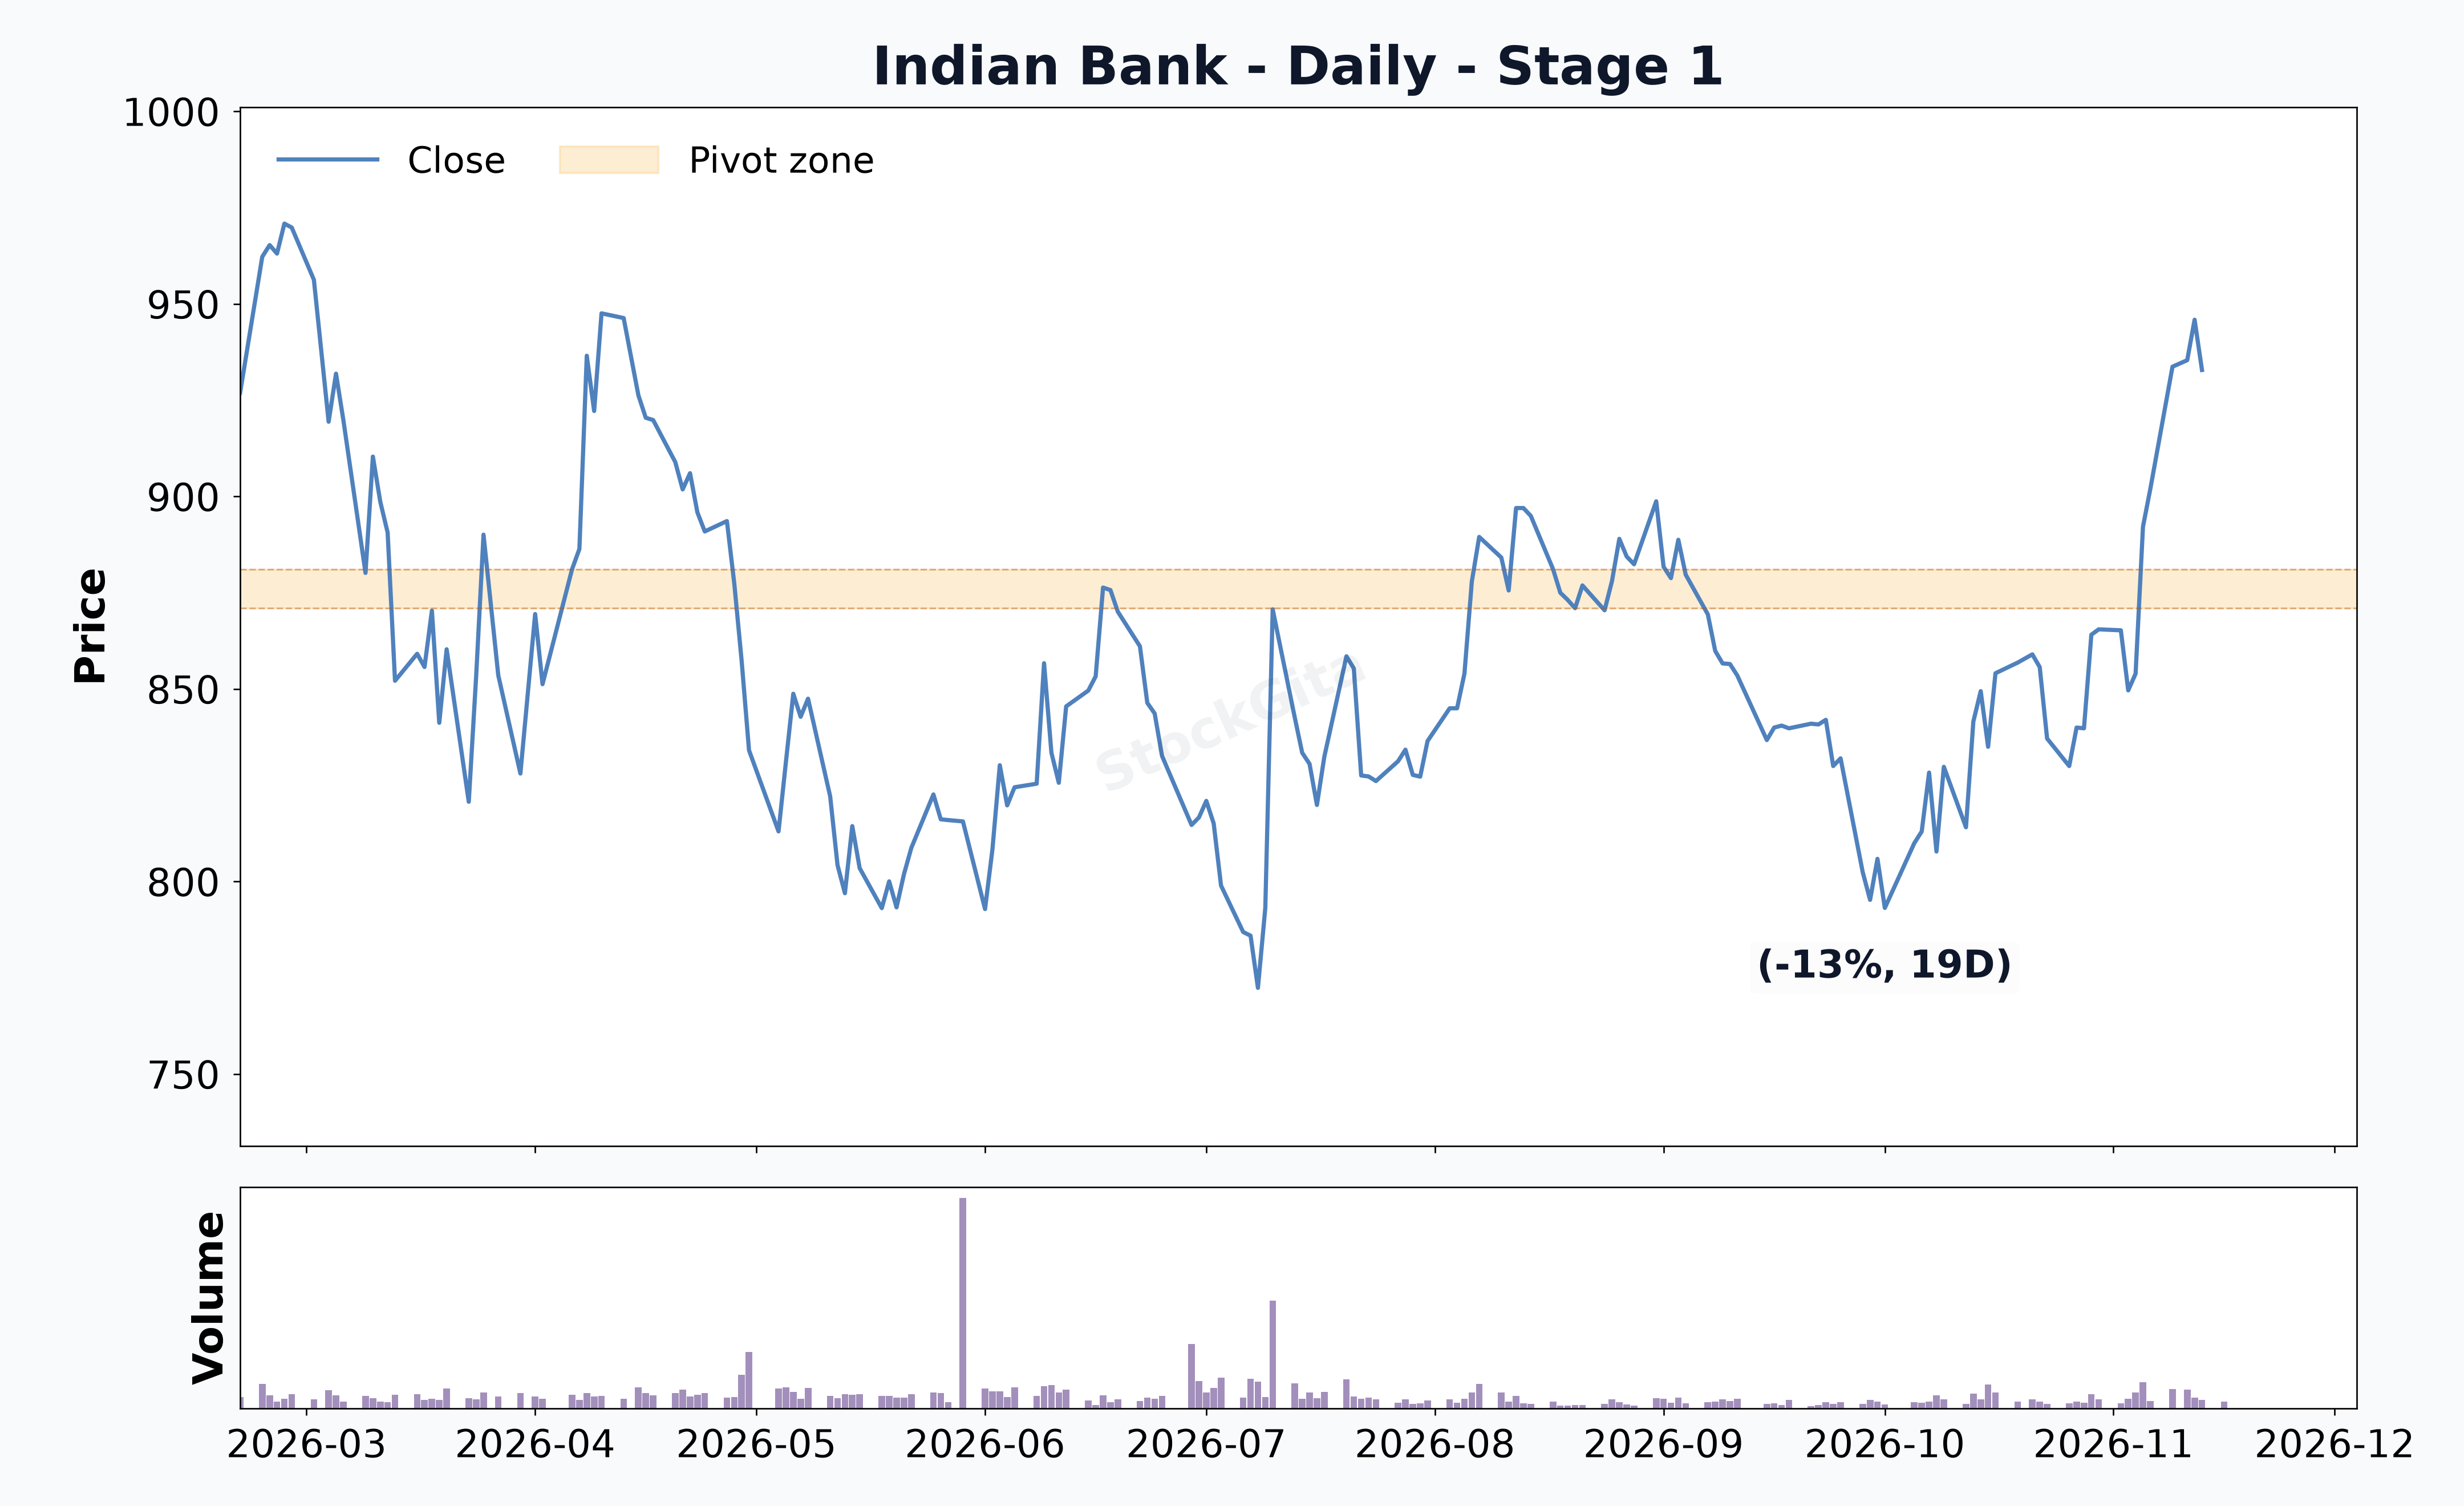 Indian Bank - Daily - Stage 1
Close
Pivot zone
Price
1000
950
900
850
800
750
StockGita
(-13%, 19D)
Volume
2026-03
2026-04
2026-05
2026-06
2026-07
2026-08
2026-09
2026-10
2026-11
2026-12